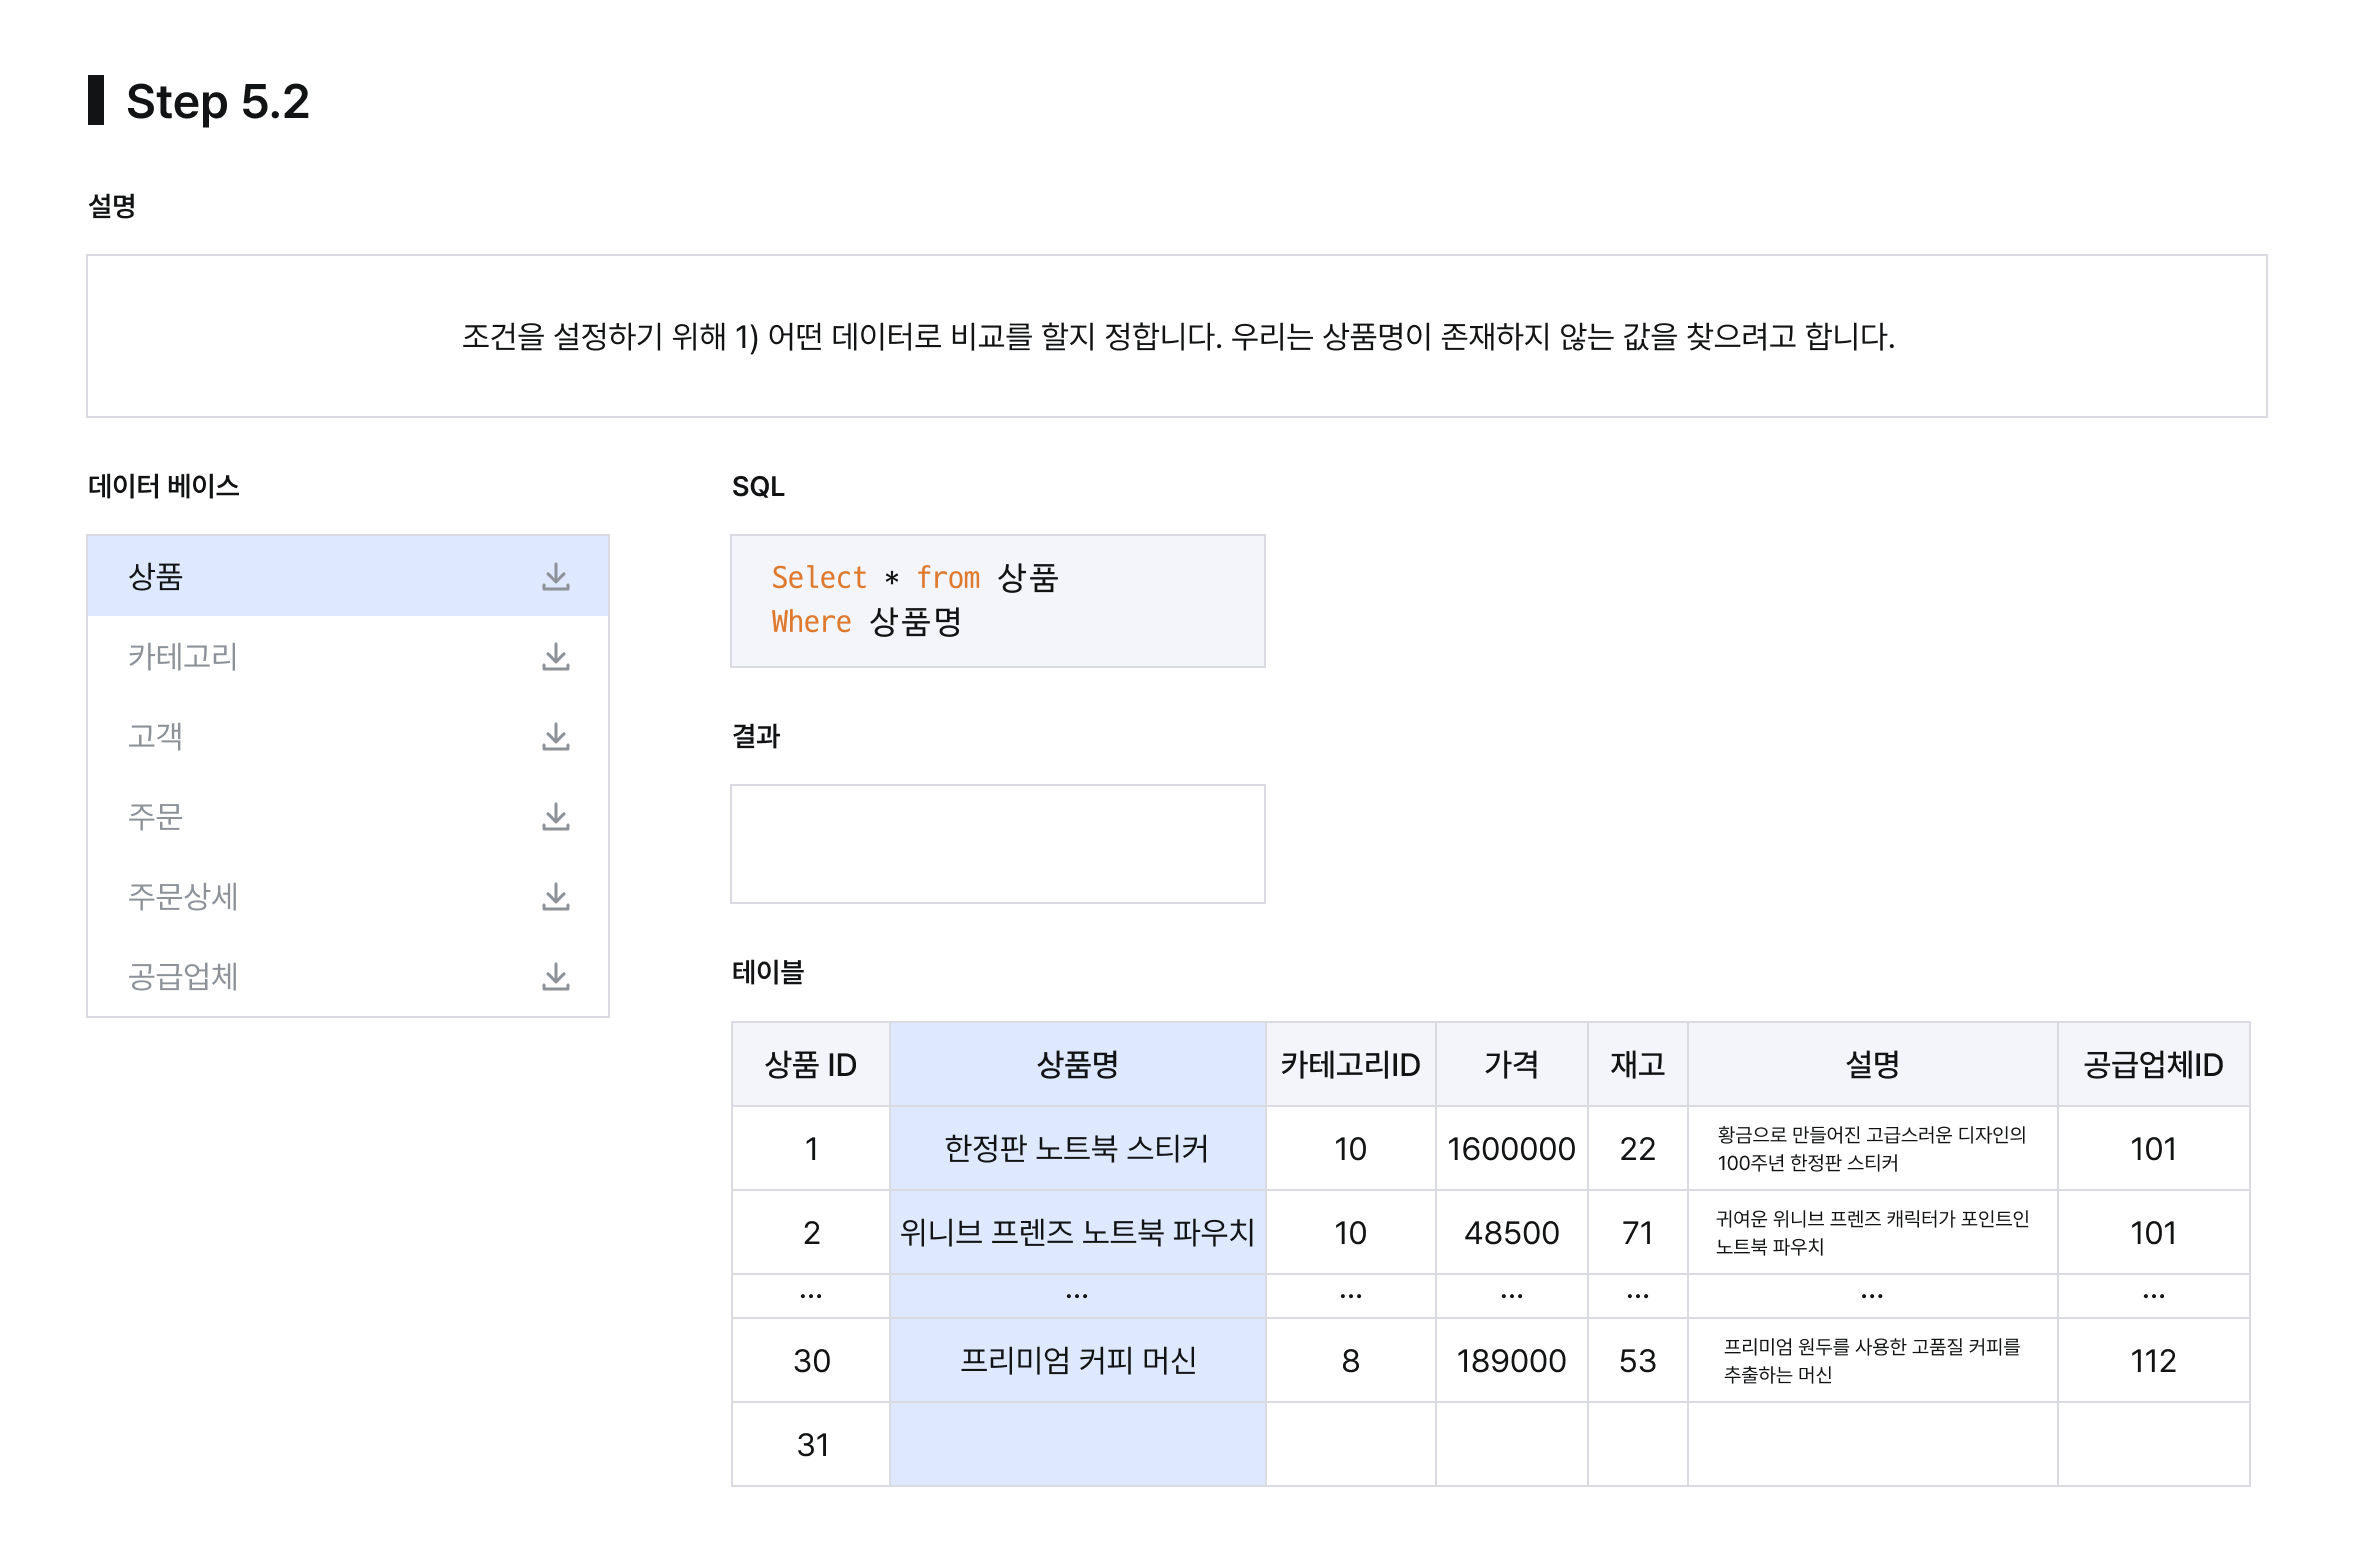 Step 5.2
설명
조건을 설정하기 위해 1) 어떤 데이터로 비교를 할지 정합니다. 우리는 상품명이 존재하지 않는 값을 찾으려고 합니다.
데이터 베이스
상품
카테고리
고객
주문
주문상세
공급업체
SQL
Select * from 상품
Where 상품명
결과
테이블
상품 ID 상품명 카테고리ID 가격 재고 설명 공급업체ID
1 한정판 노트북 스티커 10 1600000 22 황금으로 만들어진 고급스러운 디자인의
100주년 한정판 스티커 101
2 위니브 프렌즈 노트북 파우치 10 48500 71 귀여운 위니브 프렌즈 캐릭터가 포인트인
노트북 파우치 101
... ... ... ... ... ... ...
30 프리미엄 커피 머신 8 189000 53 프리미엄 원두를 사용한 고품질 커피를
추출하는 머신 112
31